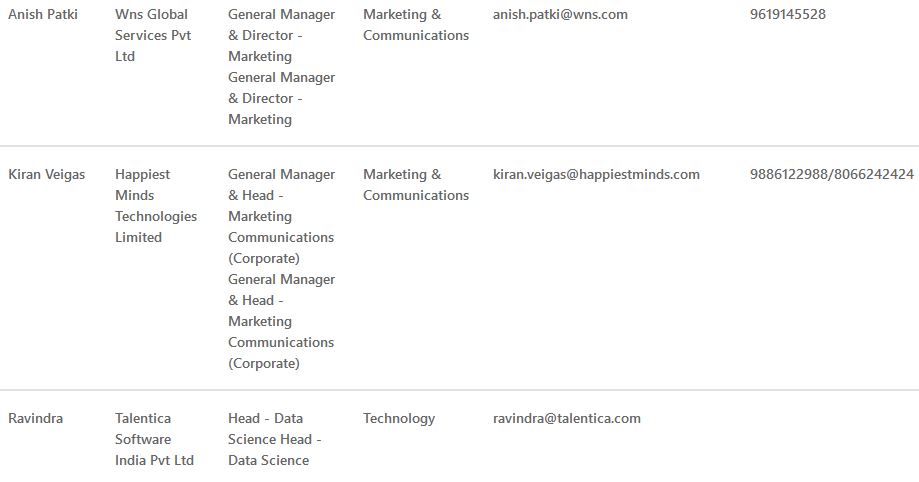 Anish Patki
Wns Global
Services Pvt
Ltd
General Manager
& Director -
Marketing
General Manager
& Director -
Marketing
Marketing &
Communications
anish.patki@wns.com
9619145528
Kiran Veigas
Happiest
Minds
Technologies
Limited
General Manager
& Head -
Marketing
Communications
(Corporate)
General Manager
& Head -
Marketing
Communications
(Corporate)
Marketing &
Communications
kiran.veigas@happiestminds.com
9886122988/8066242424
Ravindra
Talentica
Software
India Pvt Ltd
Head - Data
Science Head -
Data Science
Technology
ravindra@talentica.com